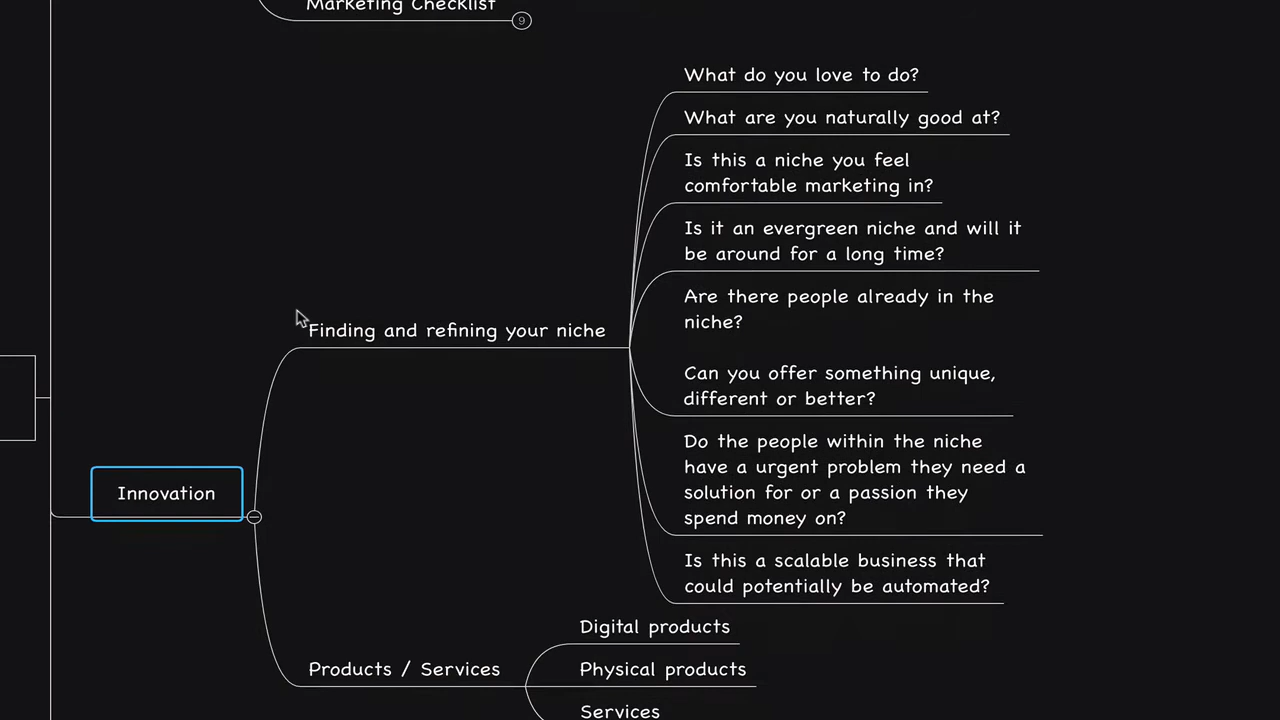 Marketing Checklist
9
What do you love to do?
What are you naturally good at?
Is this a niche you feel
comfortable marketing in?
Is it an evergreen niche and will it
be around for a long time?
Are there people already in the
niche?
Finding and refining your niche
Can you offer something unique,
different or better?
Do the people within the niche
have a urgent problem they need a
solution for or a passion they
spend money on?
Innovation
Is this a scalable business that
could potentially be automated?
Digital products
Products / Services
Physical products
Services